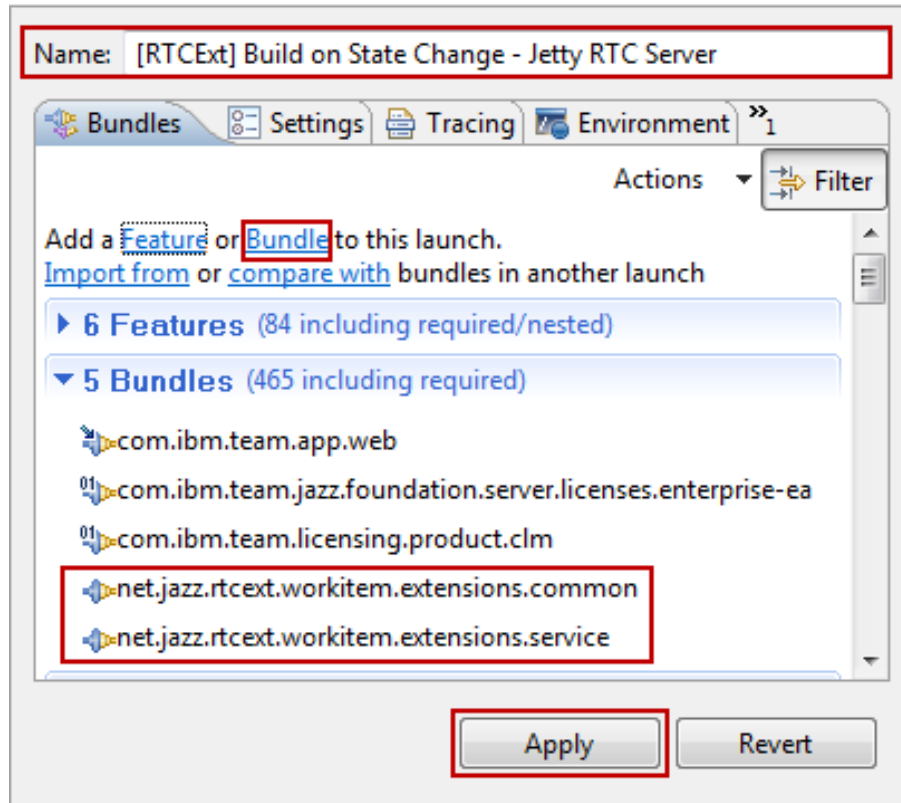 Name: [RTCExt] Build on State Change - Jetty RTC Server
Bundles Settings Tracing Environment »1
Actions Filter
Add a Feature or Bundle to this launch.
Import from or compare with bundles in another launch
6 Features (84 including required/nested)
5 Bundles (465 including required)
com.ibm.team.app.web
com.ibm.team.jazz.foundation.server.licenses.enterprise-ea
com.ibm.team.licensing.product.clm
net.jazz.rtcext.workitem.extensions.common
net.jazz.rtcext.workitem.extensions.service
Apply Revert